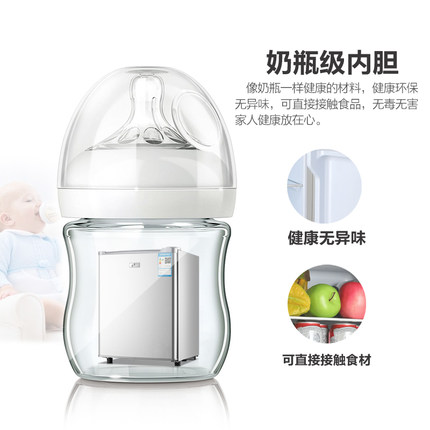 奶瓶级内胆
像奶瓶一样健康的材料，健康环保
无异味，可直接接触食品，无毒无害
家人健康放在心。
健康无异味
可直接接触食材